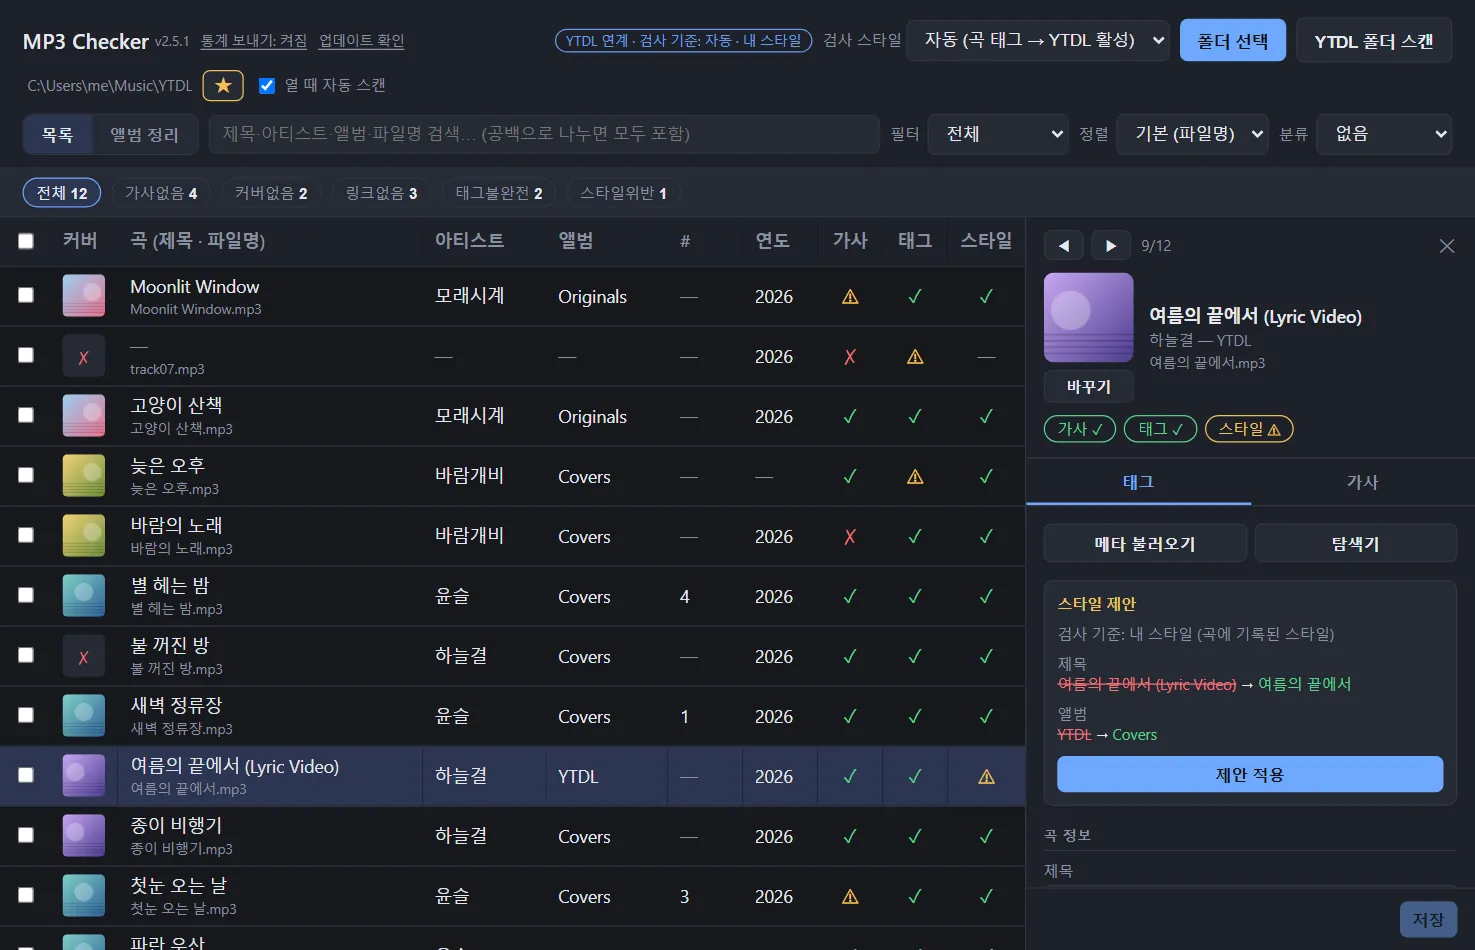 MP3 Checker v2.5.1 통계 보내기: 켜짐 업데이트 확인
YTDL 연계 · 검사 기준: 자동 · 내 스타일 검사 스타일 자동 (곡 태그 → YTDL 활성) 폴더 선택 YTDL 폴더 스캔
C:\Users\me\Music\YTDL ★ 열 때 자동 스캔
목록 앨범 정리 제목·아티스트·앨범·파일명 검색... (공백으로 나누면 모두 포함) 필터 전체 정렬 기본 (파일명) 분류 없음
전체 12 가사없음 4 커버없음 2 링크없음 3 태그불완전 2 스타일위반 1
커버 곡 (제목 · 파일명) 아티스트 앨범 # 연도 가사 태그 스타일
Moonlit Window 모래시계 Originals — 2026 ⚠ ✓ ✓
Moonlit Window.mp3
✗ — — — — 2026 ✗ ⚠ —
track07.mp3
고양이 산책 모래시계 Originals — 2026 ✓ ✓ ✓
고양이 산책.mp3
늦은 오후 바람개비 Covers — — ✓ ⚠ ✓
늦은 오후.mp3
바람의 노래 바람개비 Covers — 2026 ✗ ✓ ✓
바람의 노래.mp3
별 헤는 밤 윤슬 Covers 4 2026 ✓ ✓ ✓
별 헤는 밤.mp3
✗ 불 꺼진 방 하늘결 Covers — 2026 ✓ ✓ ✓
불 꺼진 방.mp3
새벽 정류장 윤슬 Covers 1 2026 ✓ ✓ ✓
새벽 정류장.mp3
여름의 끝에서 (Lyric Video) 하늘결 YTDL — 2026 ✓ ✓ ⚠
여름의 끝에서.mp3
종이 비행기 하늘결 Covers — 2026 ✓ ✓ ✓
종이 비행기.mp3
첫눈 오는 날 윤슬 Covers 3 2026 ⚠ ✓ ✓
첫눈 오는 날.mp3
파란 우산
◀ ▶ 9/12
여름의 끝에서 (Lyric Video)
하늘결 — YTDL
여름의 끝에서.mp3
바꾸기
가사 ✓ 태그 ✓ 스타일 ⚠
태그 가사
메타 불러오기 탐색기
스타일 제안
검사 기준: 내 스타일 (곡에 기록된 스타일)
제목
여름의 끝에서 (Lyric Video) → 여름의 끝에서
앨범
YTDL → Covers
제안 적용
곡 정보
제목
저장